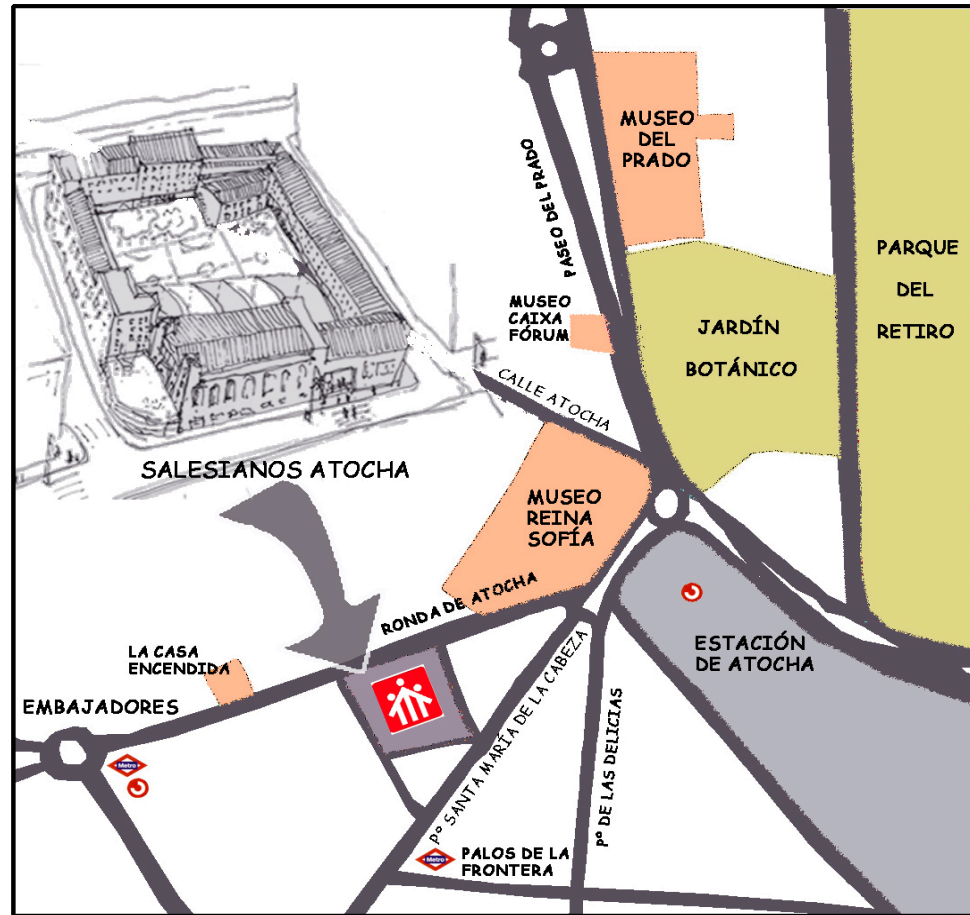 MUSEO
DEL
PRADO
PASEO DEL PRADO
PARQUE
DEL
RETIRO
MUSEO
CAIXA
FÓRUM
JARDÍN
BOTÁNICO
CALLE ATOCHA
SALESIANOS ATOCHA
MUSEO
REINA
SOFÍA
RONDA DE ATOCHA
LA CASA
ENCENDIDA
ESTACIÓN
DE ATOCHA
EMBAJADORES
Metro
Pº SANTA MARÍA DE LA CABEZA
Pº DE LAS DELICIAS
Metro
PALOS DE LA
FRONTERA